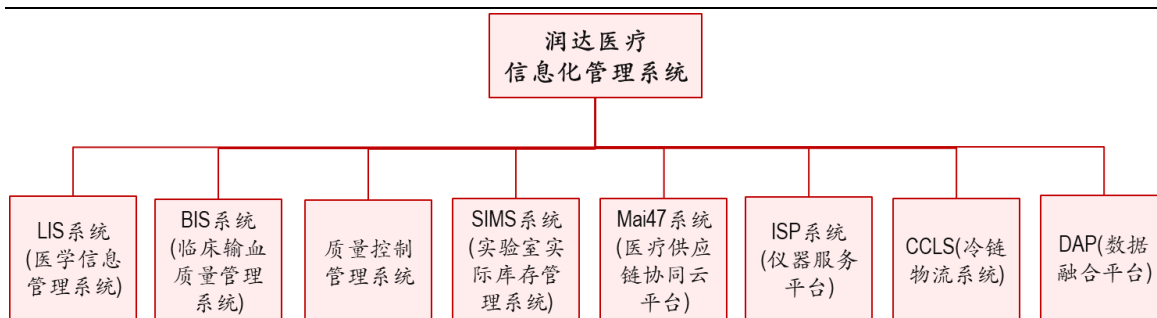 润达医疗
信息化管理系统
LIS系统
(医学信息
管理系统)
BIS系统
(临床输血
质量管理
系统)
质量控制
管理系统
SIMS系统
(实验室实
际库存管
理系统)
Mai47系统
(医疗供应
链协同云
平台)
ISP系统
(仪器服务
平台)
CCLS(冷链
物流系统)
DAP(数据
融合平台)